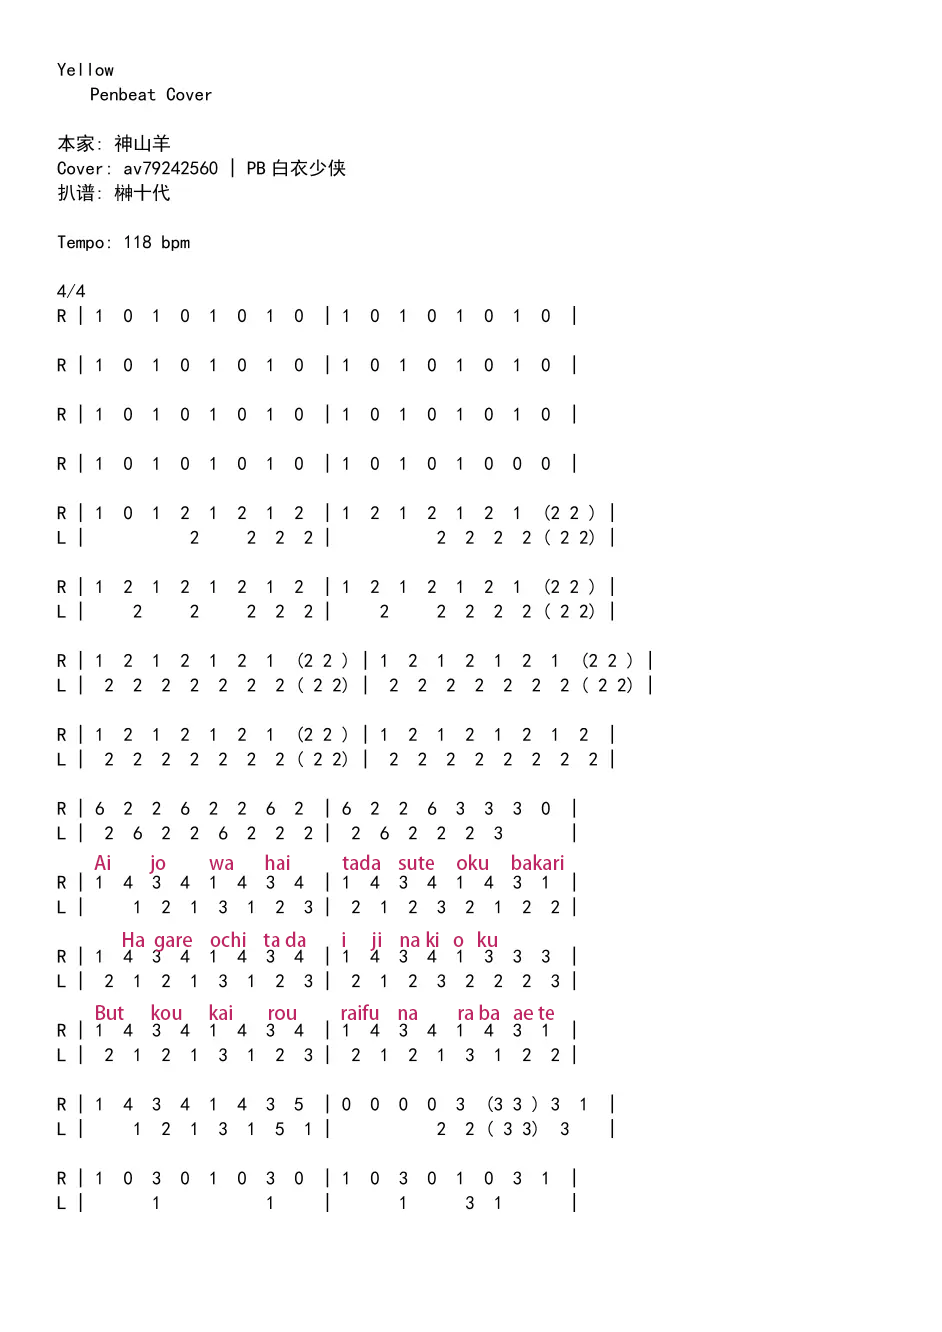 Yellow
Penbeat Cover
本家: 神山羊
Cover: av79242560 | PB 白衣少侠
扒谱: 榊十代
Tempo: 118 bpm
4/4
R | 1 0 1 0 1 0 1 0 | 1 0 1 0 1 0 1 0 |
R | 1 0 1 0 1 0 1 0 | 1 0 1 0 1 0 1 0 |
R | 1 0 1 0 1 0 1 0 | 1 0 1 0 1 0 1 0 |
R | 1 0 1 0 1 0 1 0 | 1 0 1 0 1 0 0 0 |
R | 1 0 1 2 1 2 1 2 | 1 2 1 2 1 2 1 (2 2 ) |
L | 2 2 2 2 | 2 2 2 2 ( 2 2) |
R | 1 2 1 2 1 2 1 2 | 1 2 1 2 1 2 1 (2 2 ) |
L | 2 2 2 2 2 | 2 2 2 2 2 ( 2 2) |
R | 1 2 1 2 1 2 1 (2 2 ) | 1 2 1 2 1 2 1 (2 2 ) |
L | 2 2 2 2 2 2 2 ( 2 2) | 2 2 2 2 2 2 2 ( 2 2) |
R | 1 2 1 2 1 2 1 (2 2 ) | 1 2 1 2 1 2 1 2 |
L | 2 2 2 2 2 2 2 ( 2 2) | 2 2 2 2 2 2 2 2 |
R | 6 2 2 6 2 2 6 2 | 6 2 2 6 3 3 3 0 |
L | 2 6 2 2 6 2 2 2 | 2 6 2 2 2 3 |
Ai jo wa hai tada sute oku bakari
R | 1 4 3 4 1 4 3 4 | 1 4 3 4 1 4 3 1 |
L | 1 2 1 3 1 2 3 | 2 1 2 3 2 1 2 2 |
Ha gare ochi ta da i ji na ki o ku
R | 1 4 3 4 1 4 3 4 | 1 4 3 4 1 3 3 3 |
L | 2 1 2 1 3 1 2 3 | 2 1 2 3 2 2 2 3 |
But kou kai rou raifu na ra ba ae te
R | 1 4 3 4 1 4 3 4 | 1 4 3 4 1 4 3 1 |
L | 2 1 2 1 3 1 2 3 | 2 1 2 1 3 1 2 2 |
R | 1 4 3 4 1 4 3 5 | 0 0 0 0 3 (3 3 ) 3 1 |
L | 1 2 1 3 1 5 1 | 2 2 ( 3 3) 3 |
R | 1 0 3 0 1 0 3 0 | 1 0 3 0 1 0 3 1 |
L | 1 1 | 1 3 1 |